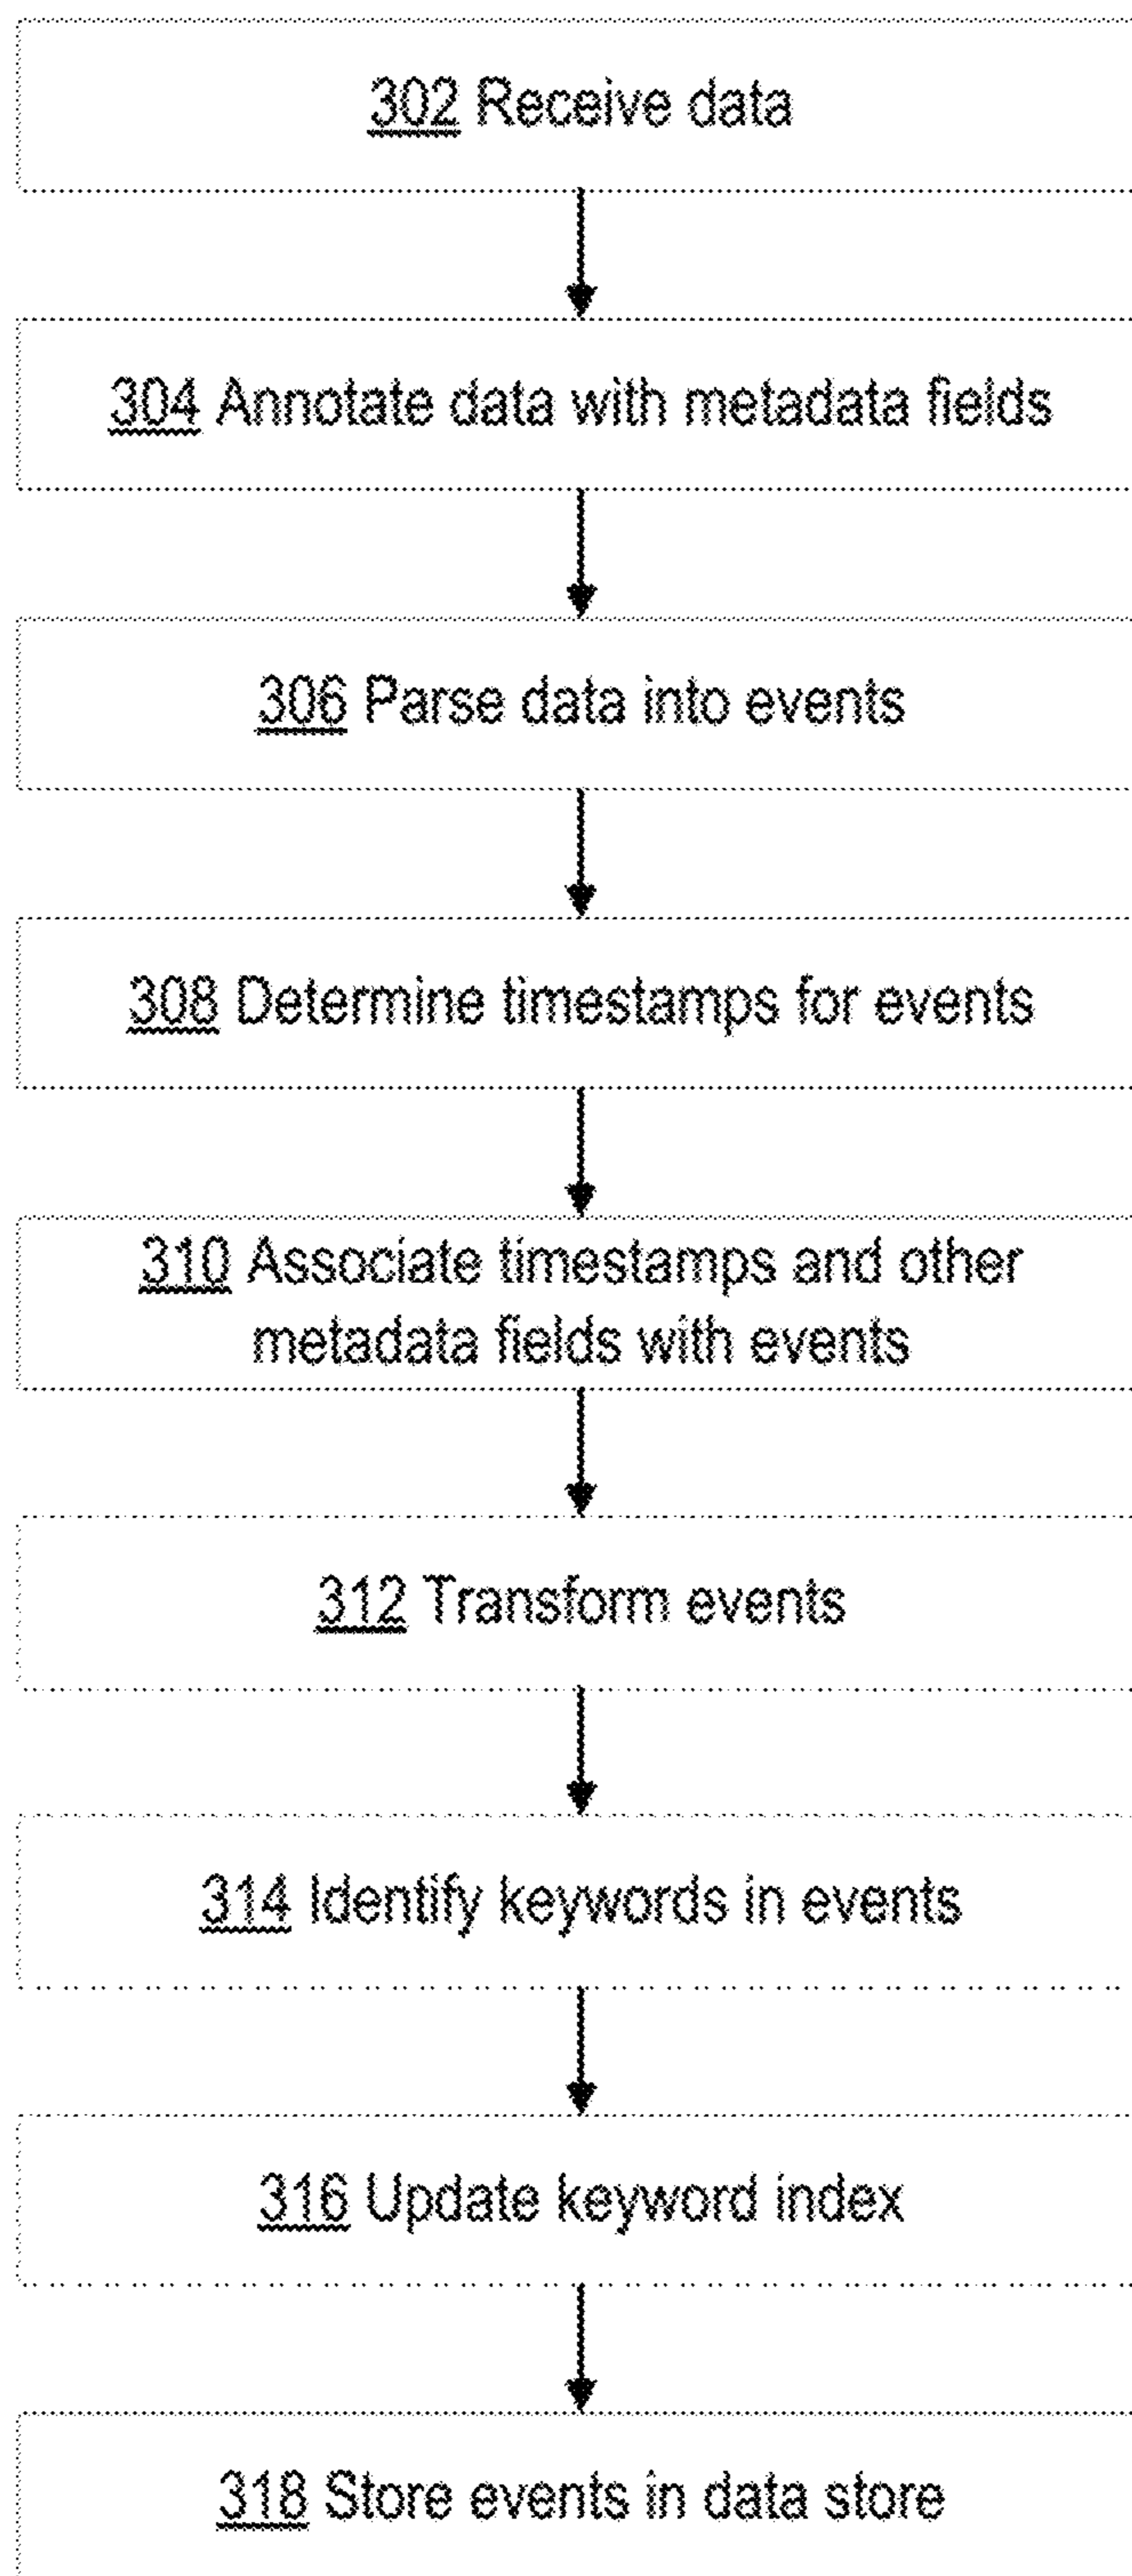 302 Receive data
304 Annotate data with metadata fields
306 Parse data into events
308 Determine timestamps for events
310 Associate timestamps and other
metadata fields with events
312 Transform events
314 Identify keywords in events
316 Update keyword index
318 Store events in data store